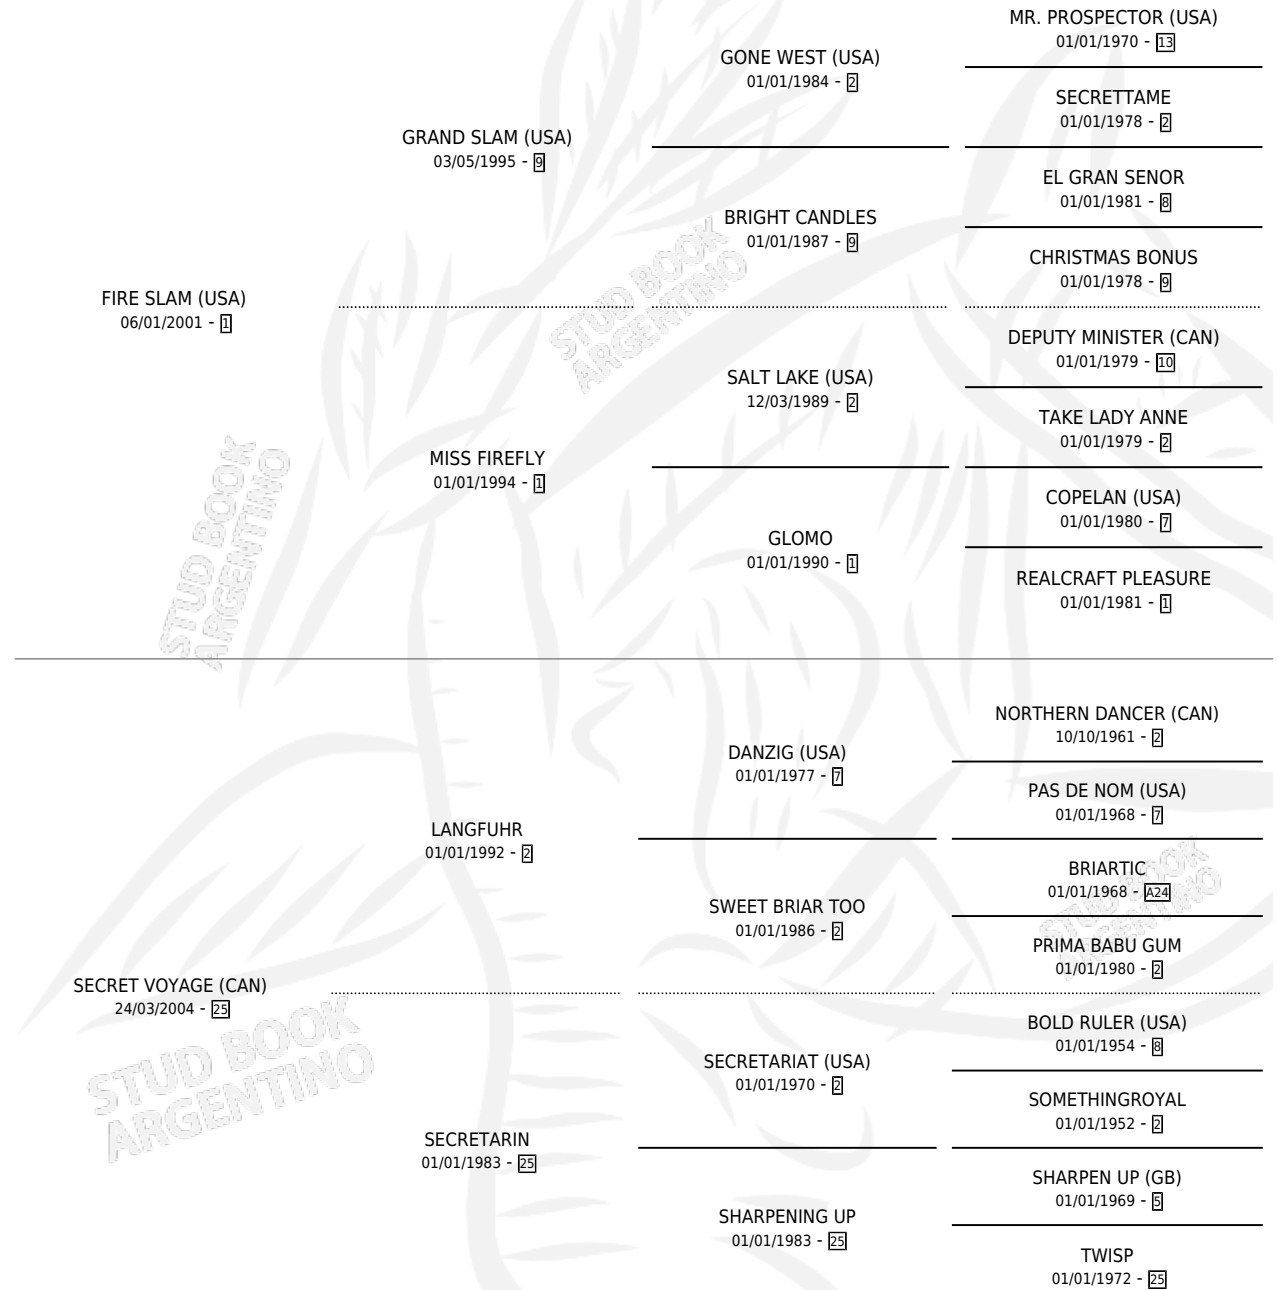 MR. PROSPECTOR (USA)
01/01/1970 - 13
GONE WEST (USA)
01/01/1984 - 2
SECRETTAME
01/01/1978 - 2
GRAND SLAM (USA)
03/05/1995 - 9
EL GRAN SENOR
01/01/1981 - 8
BRIGHT CANDLES
01/01/1987 - 9
CHRISTMAS BONUS
01/01/1978 - 9
FIRE SLAM (USA)
06/01/2001 - 1
STUD BOOK
ARGENTINO
DEPUTY MINISTER (CAN)
01/01/1979 - 10
SALT LAKE (USA)
12/03/1989 - 2
TAKE LADY ANNE
01/01/1979 - 2
MISS FIREFLY
01/01/1994 - 1
COPELAN (USA)
01/01/1980 - 7
GLOMO
01/01/1990 - 1
REALCRAFT PLEASURE
01/01/1981 - 1
STUD BOOK
ARGENTINO
NORTHERN DANCER (CAN)
10/10/1961 - 2
DANZIG (USA)
01/01/1977 - 7
PAS DE NOM (USA)
01/01/1968 - 7
LANGFUHR
01/01/1992 - 2
BRIARTIC
01/01/1968 - A24
SWEET BRIAR TOO
01/01/1986 - 2
STUD BOOK
ARGENTINO
PRIMA BABU GUM
01/01/1980 - 2
SECRET VOYAGE (CAN)
24/03/2004 - 25
BOLD RULER (USA)
01/01/1954 - 8
SECRETARIAT (USA)
01/01/1970 - 2
SOMETHINGROYAL
01/01/1952 - 2
STUD BOOK
ARGENTINO
SECRETARIN
01/01/1983 - 25
SHARPEN UP (GB)
01/01/1969 - 5
SHARPENING UP
01/01/1983 - 25
TWISP
01/01/1972 - 25